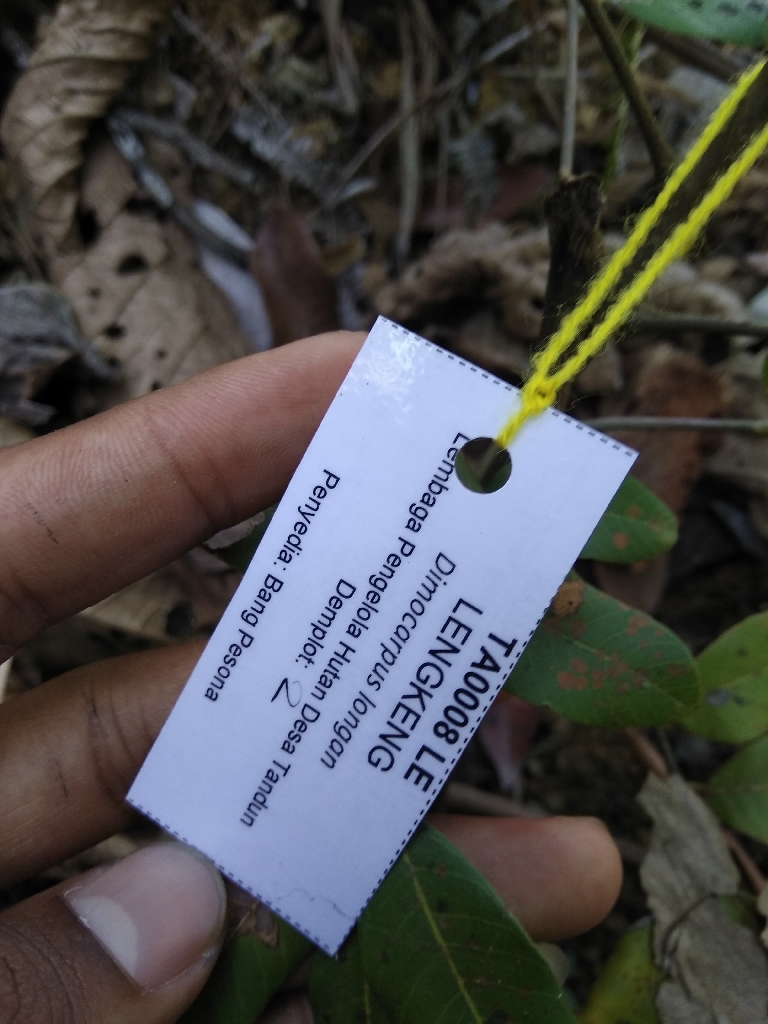 TA0008 LE
LENGKENG
Dimocarpus longan
Lembaga Pengelola Hutan Desa Tandun
Demplot: 2
Penyedia: Bang Pesona